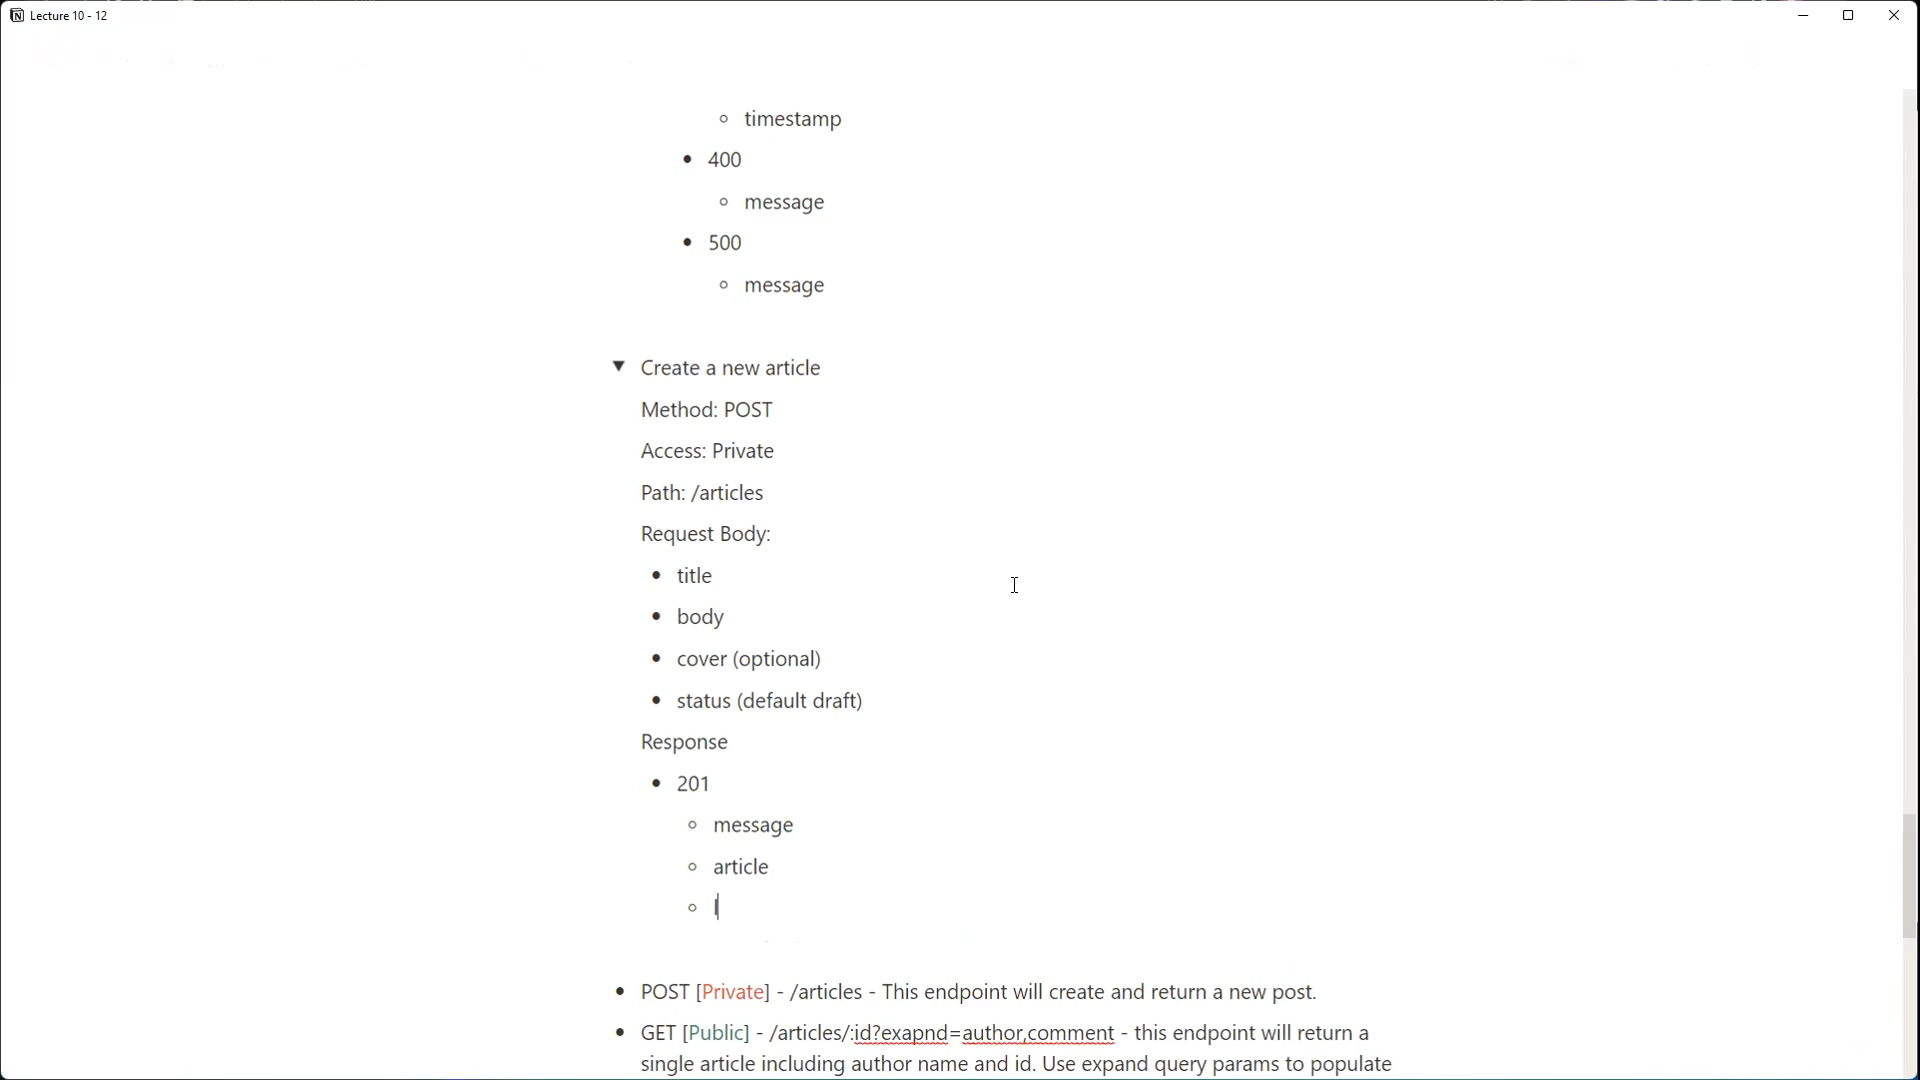 Lecture 10 - 12
timestamp
400
message
500
message
Create a new article
Method: POST
Access: Private
Path: /articles
Request Body:
title
body
cover (optional)
status (default draft)
Response
201
message
article
POST [Private] - /articles - This endpoint will create and return a new post.
GET [Public] - /articles/:id?exapnd=author,comment - this endpoint will return a
single article including author name and id. Use expand query params to populate